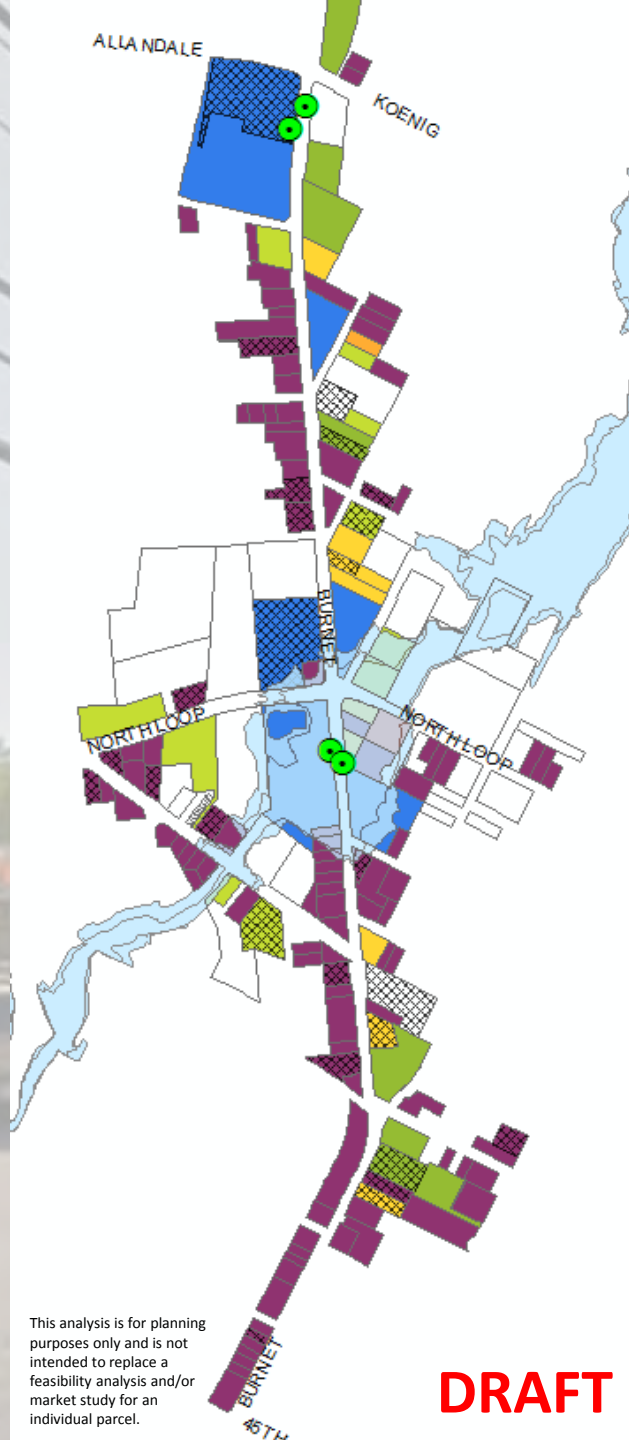 ALLANDALE
KOENIG
BURNET
NORTH LOOP
NORTH LOOP
This analysis is for planning
purposes only and is not
intended to replace a
feasibility analysis and/or
market study for an
individual parcel.
BURNET
DRAFT
45TH